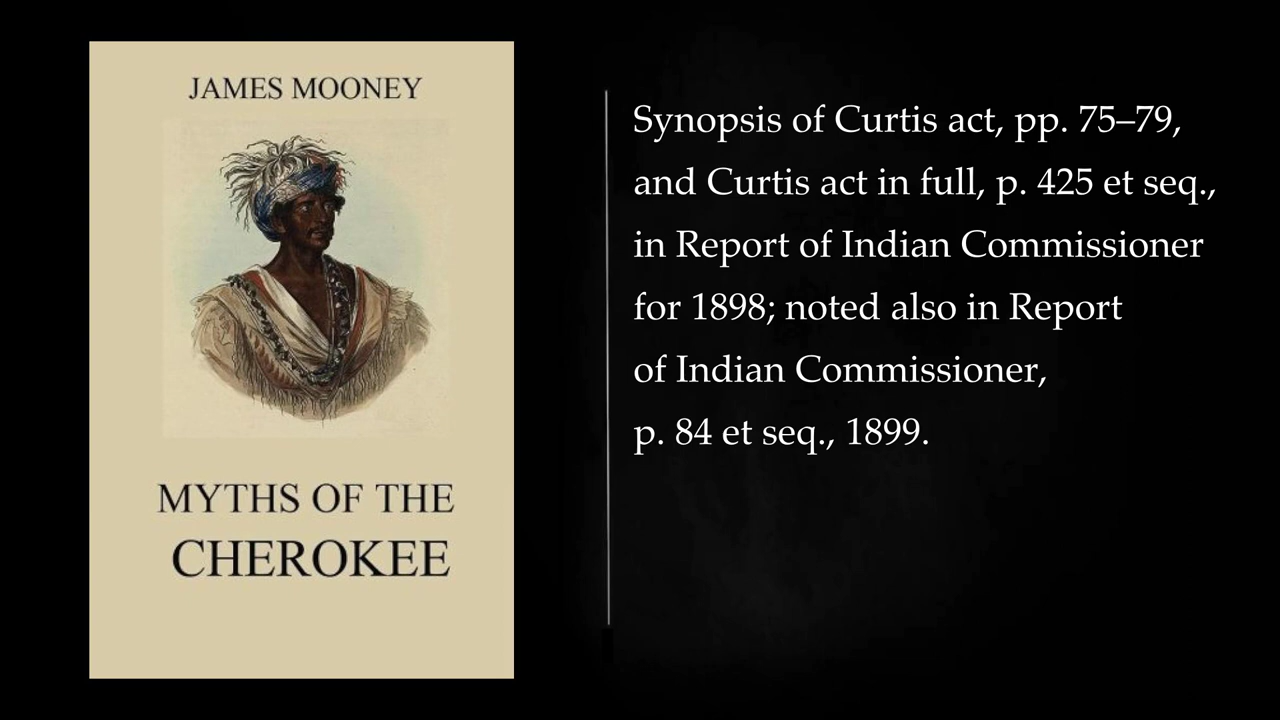 JAMES MOONEY
MYTHS OF THE
CHEROKEE
Synopsis of Curtis act, pp. 75–79,
and Curtis act in full, p. 425 et seq.,
in Report of Indian Commissioner
for 1898; noted also in Report
of Indian Commissioner,
p. 84 et seq., 1899.